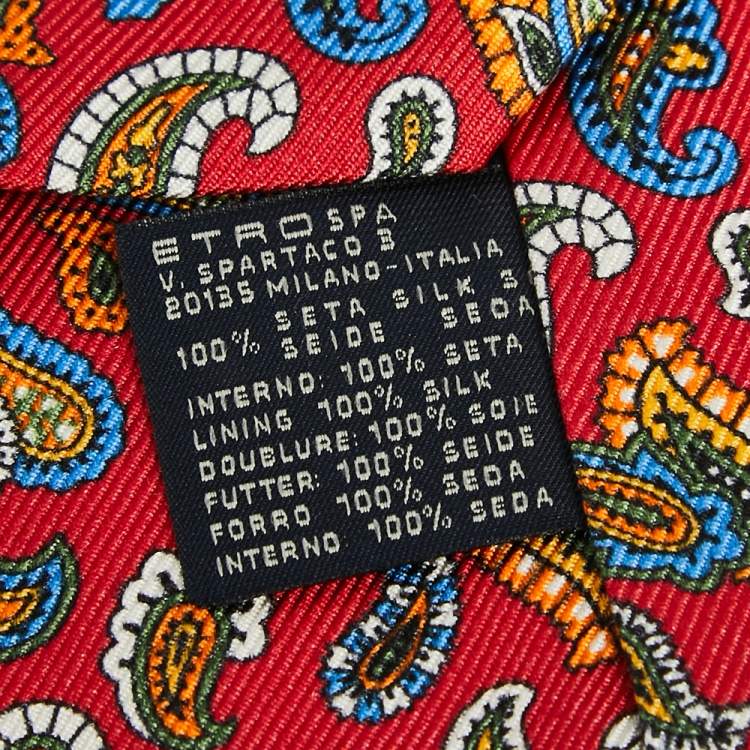 ETRO SPA
V. SPARTACO 3
20135 MILANO-ITALIA
100% SETA SILK S
SEIDE SEDA
INTERNO: 100% SETA
LINING 100% SILK
DOUBLURE: 100% SOIE
FUTTER: 100% SEIDE
FORRO 100% SEDA
INTERNO 100% SEDA